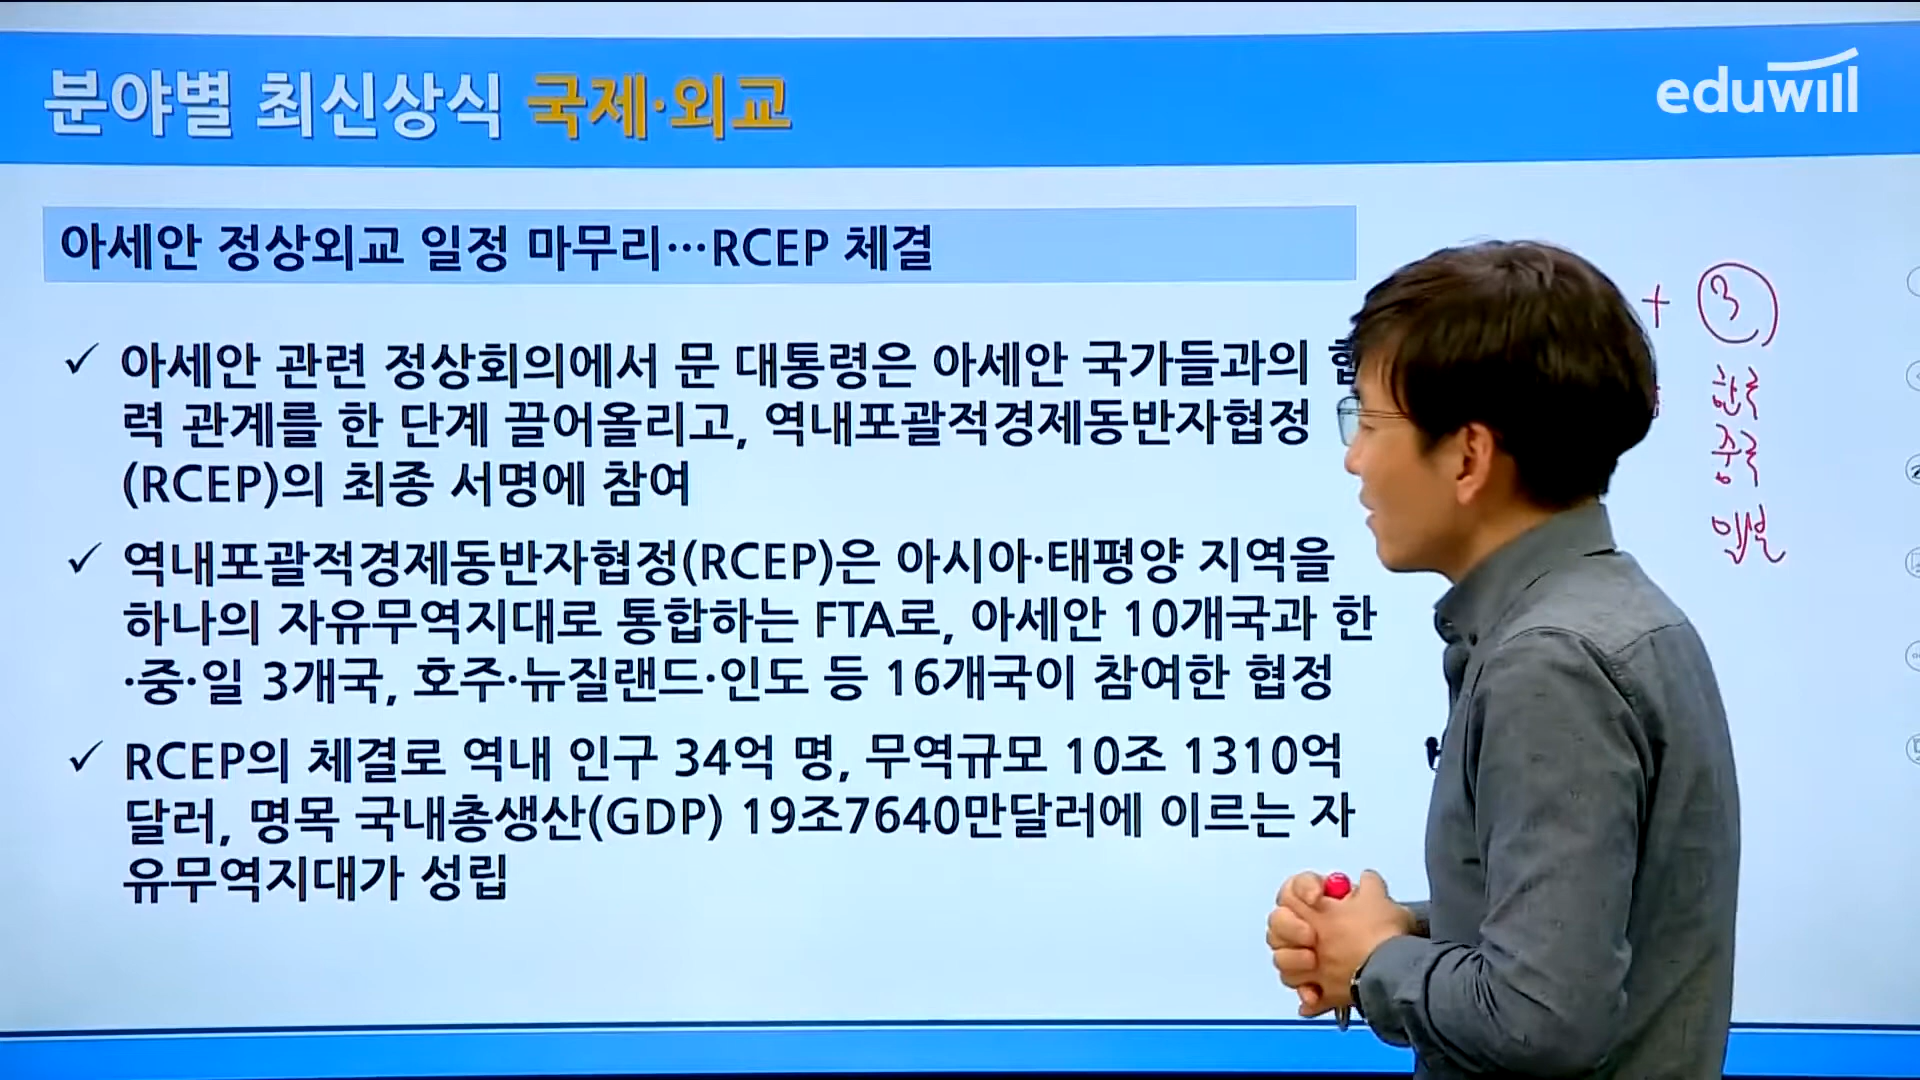 분야별 최신상식 국제·외교
eduwill
아세안 정상외교 일정 마무리…RCEP 체결
✓ 아세안 관련 정상회의에서 문 대통령은 아세안 국가들과의
력 관계를 한 단계 끌어올리고, 역내포괄적경제동반자협정
(RCEP)의 최종 서명에 참여
✓ 역내포괄적경제동반자협정(RCEP)은 아시아·태평양 지역을
하나의 자유무역지대로 통합하는 FTA로, 아세안 10개국과 한
·중·일 3개국, 호주·뉴질랜드·인도 등 16개국이 참여한 협정
✓ RCEP의 체결로 역내 인구 34억 명, 무역규모 10조 1310억
달러, 명목 국내총생산(GDP) 19조7640만달러에 이르는 자
유무역지대가 성립
+ 3
한국
중국
일본